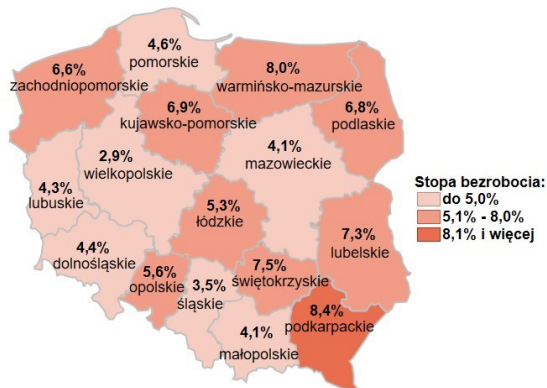 4,6%
pomorskie
6,6%
zachodniopomorskie
8,0%
warmińsko-mazurskie
6,9%
kujawsko-pomorskie
6,8%
podlaskie
2,9%
wielkopolskie
4,1%
mazowieckie
4,3%
lubuskie
5,3%
łódzkie
Stopa bezrobocia:
do 5,0%
5,1% - 8,0%
8,1% i więcej
7,3%
lubelskie
4,4%
dolnośląskie
5,6%
opolskie
3,5%
śląskie
7,5%
świętokrzyskie
4,1%
małopolskie
8,4%
podkarpackie